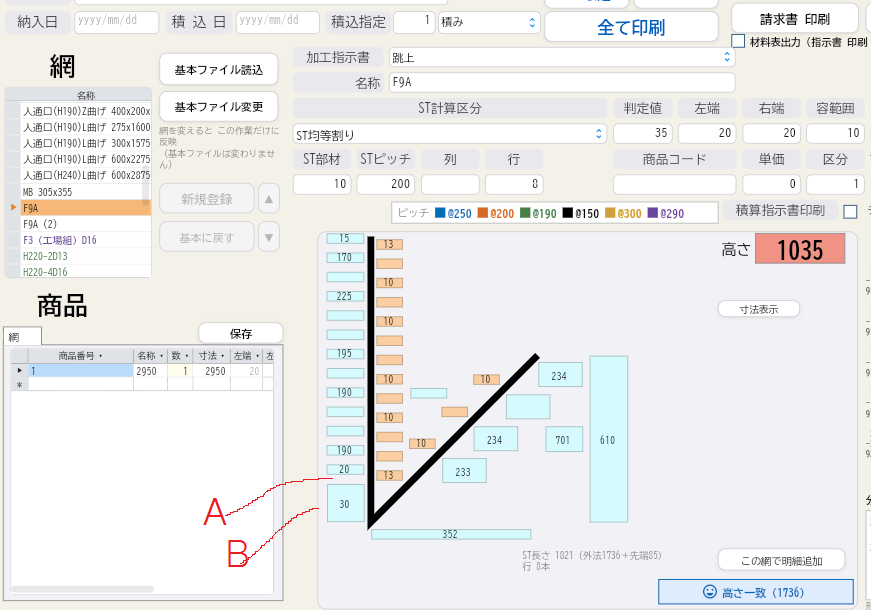 納入日 yyyy/mm/dd 積 込 日 yyyy/mm/dd 積込指定 1 積み
全て印刷
請求書 印刷
材料表出力（指示書 印刷
網
基本ファイル読込
基本ファイル変更
網を変えると この作業だけに
反映
（基本ファイルは変わりませ
ん）
新規登録 ▲
基本に戻す ▼
名称
人通口(H190)Z曲げ 400x200x
人通口(H190)L曲げ 275x1600
人通口(H190)L曲げ 300x1575
人通口(H190)L曲げ 600x2275
人通口(H240)L曲げ 600x2875
MB 305x355
F9A
F9A (2)
F3 (工場組) D16
H220-2D13
H220-4D16
加工指示書 跳上
名称 F9A
ST計算区分 判定値 左端 右端 容範囲
ST均等割り 35 20 20 10
ST部材 STピッチ 列 行 商品コード 単価 区分
10 200 8 0 1
ピッチ @250 @200 @190 @150 @300 @290
積算指示書印刷
商品
保存
網
商品番号 名称 数 寸法 左端 左
1 2950 1 2950 20
*
高さ 1035
寸法表示
15
13
170
10
225
10
195
10
190
10
190
20
13
30
10
10
234
234
233
701
610
352
A
B
ST長さ 1821（外法1736＋先端85）
行 8本
この網で明細追加
高さ一致（1736）